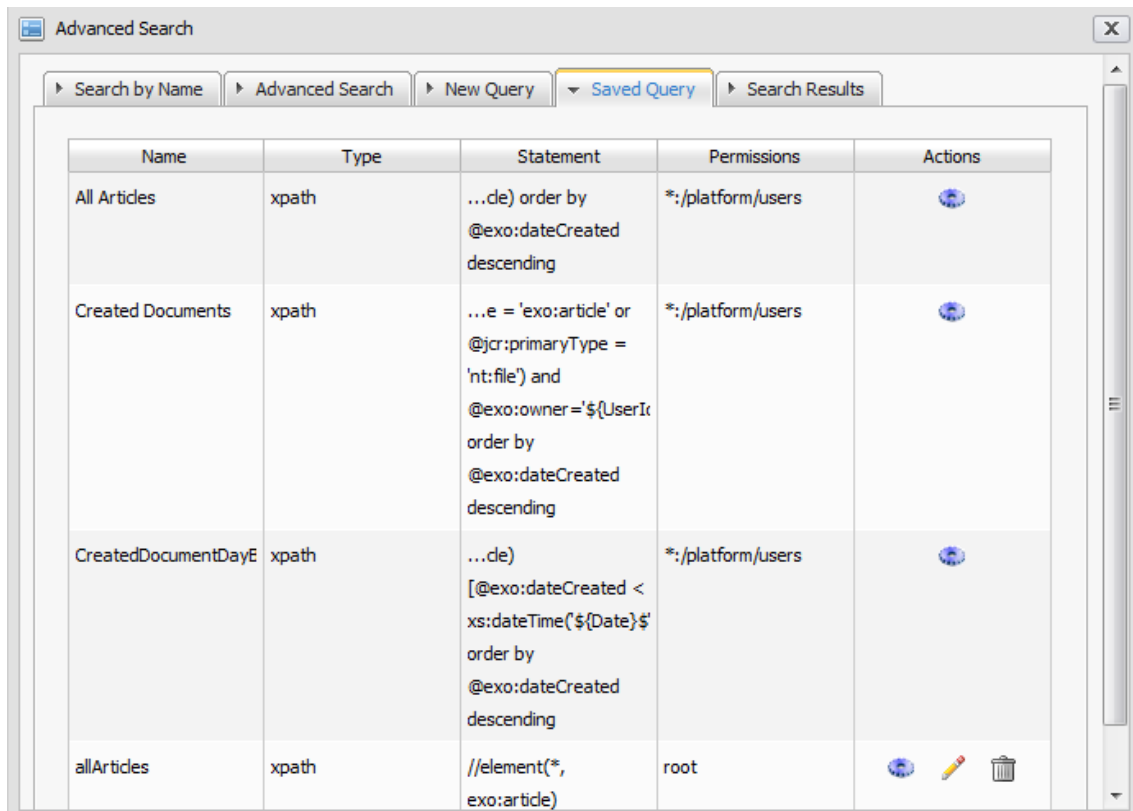 Advanced Search
Search by Name Advanced Search New Query Saved Query Search Results
Name Type Statement Permissions Actions
All Articles xpath ...cle) order by *:/platform/users
@exo:dateCreated
descending
Created Documents xpath ...e = 'exo:article' or *:/platform/users
@jcr:primaryType =
'nt:file') and
@exo:owner='${UserId
order by
@exo:dateCreated
descending
CreatedDocumentDayB xpath ...cle) *:/platform/users
[@exo:dateCreated <
xs:dateTime('${Date}$'
order by
@exo:dateCreated
descending
allArticles xpath //element(*, root
exo:article)